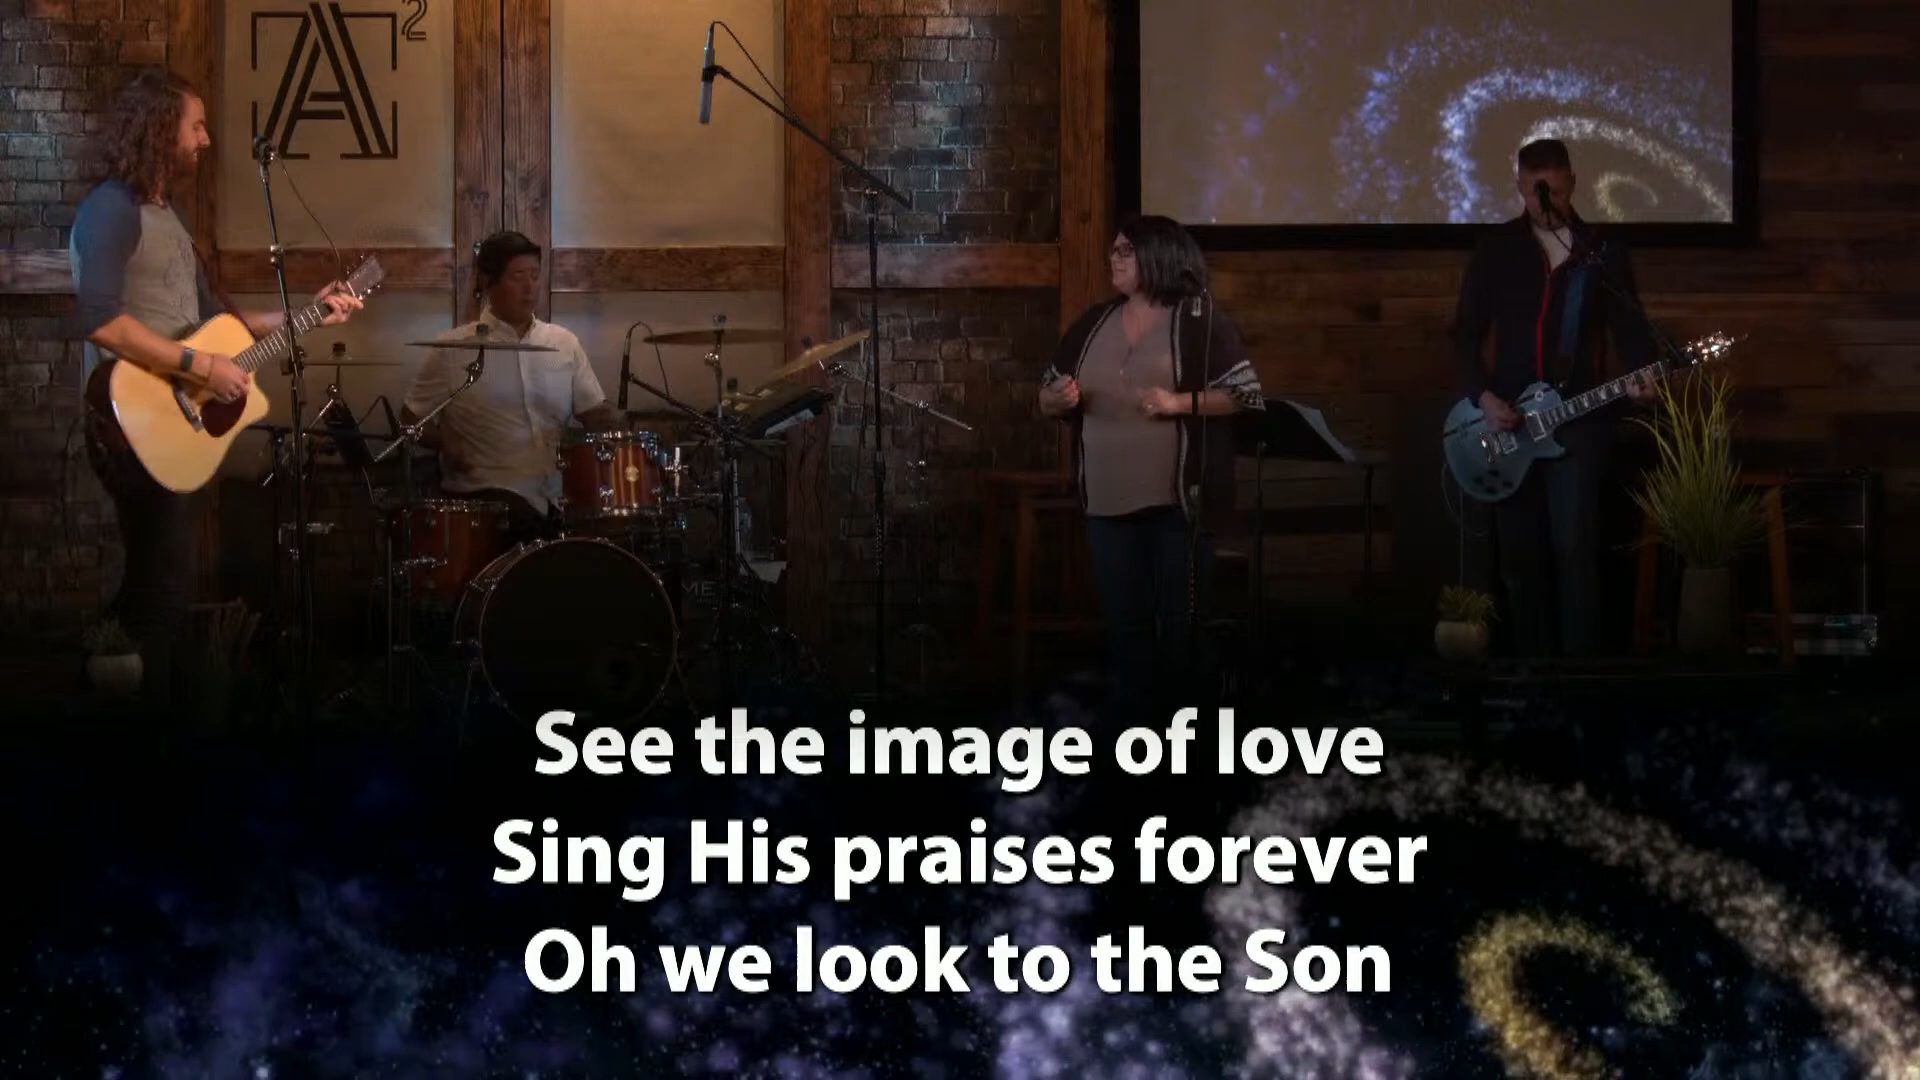 A2
See the image of love
Sing His praises forever
Oh we look to the Son